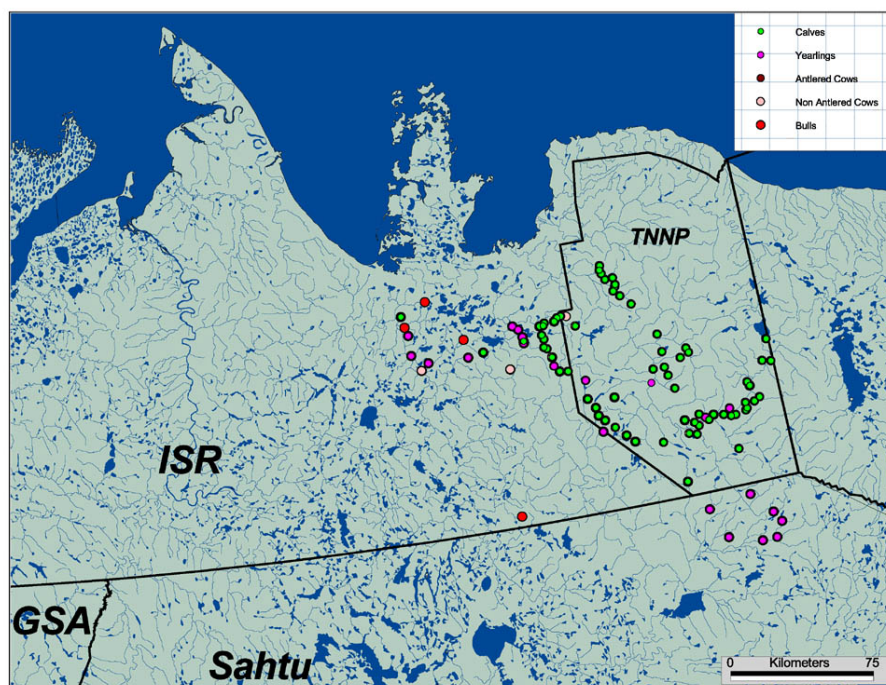 Calves
Yearlings
Antlered Cows
Non Antlered Cows
Bulls
TNNP
ISR
GSA
Sahtu
0 Kilometers 75